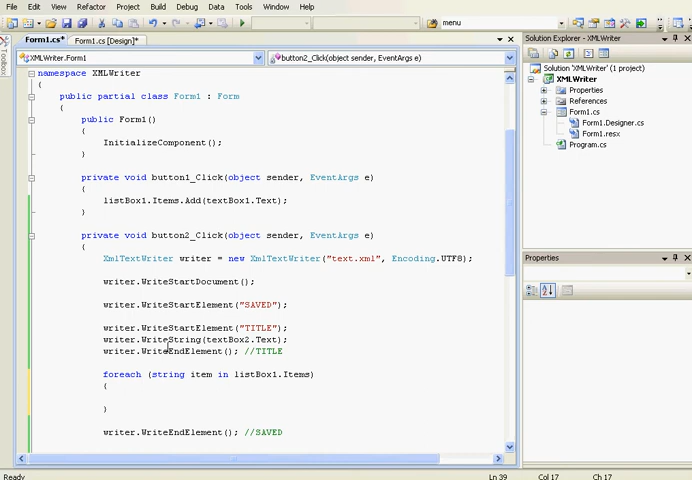 File Edit View Refactor Project Build Debug Data Tools Test Window Help
menu
Form1.cs* Form1.cs [Design]*
Toolbox
XMLWriter.Form1 button2_Click(object sender, EventArgs e)
namespace XMLWriter
{
public partial class Form1 : Form
{
public Form1()
{
InitializeComponent();
}
private void button1_Click(object sender, EventArgs e)
{
listBox1.Items.Add(textBox1.Text);
}
private void button2_Click(object sender, EventArgs e)
{
XmlTextWriter writer = new XmlTextWriter("text.xml", Encoding.UTF8);
writer.WriteStartDocument();
writer.WriteStartElement("SAVED");
writer.WriteStartElement("TITLE");
writer.WriteString(textBox2.Text);
writer.WriteEndElement(); //TITLE
foreach (string item in listBox1.Items)
{
}
writer.WriteEndElement(); //SAVED
Solution Explorer - XMLWriter
Solution 'XMLWriter' (1 project)
XMLWriter
Properties
References
Form1.cs
Form1.Designer.cs
Form1.resx
Program.cs
Properties
Ready Ln 39 Col 17 Ch 17